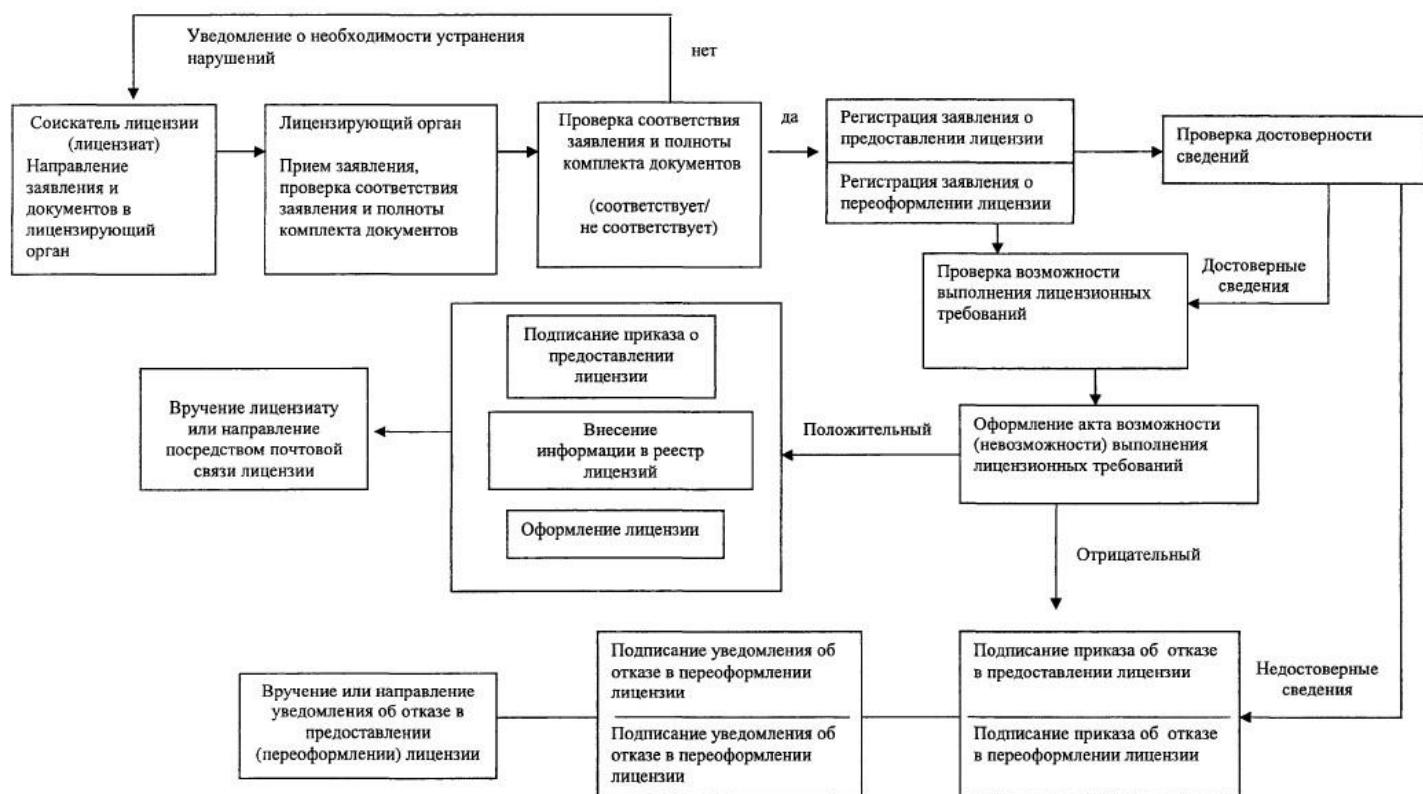 Уведомление о необходимости устранения
нарушений
нет
Соискатель лицензии
(лицензиат)
Направление
заявления и
документов в
лицензирующий
орган
Лицензирующий орган
Прием заявления,
проверка соответствия
заявления и полноты
комплекта документов
Проверка соответствия
заявления и полноты
комплекта документов
(соответствует/
не соответствует)
да
Регистрация заявления о
предоставлении лицензии
Регистрация заявления о
переоформлении лицензии
Проверка достоверности
сведений
Достоверные
сведения
Проверка возможности
выполнения лицензионных
требований
Подписание приказа о
предоставлении
лицензии
Вручение лицензиату
или направление
посредством почтовой
связи лицензии
Внесение
информации в реестр
лицензий
Положительный
Оформление акта возможности
(невозможности) выполнения
лицензионных требований
Оформление лицензии
Отрицательный
Подписание уведомления об
отказе в переоформлении
лицензии
Подписание приказа об отказе
в предоставлении лицензии
Недостоверные
сведения
Вручение или направление
уведомления об отказе в
предоставлении
(переоформлении) лицензии
Подписание уведомления об
отказе в переоформлении
лицензии
Подписание приказа об отказе
в переоформлении лицензии